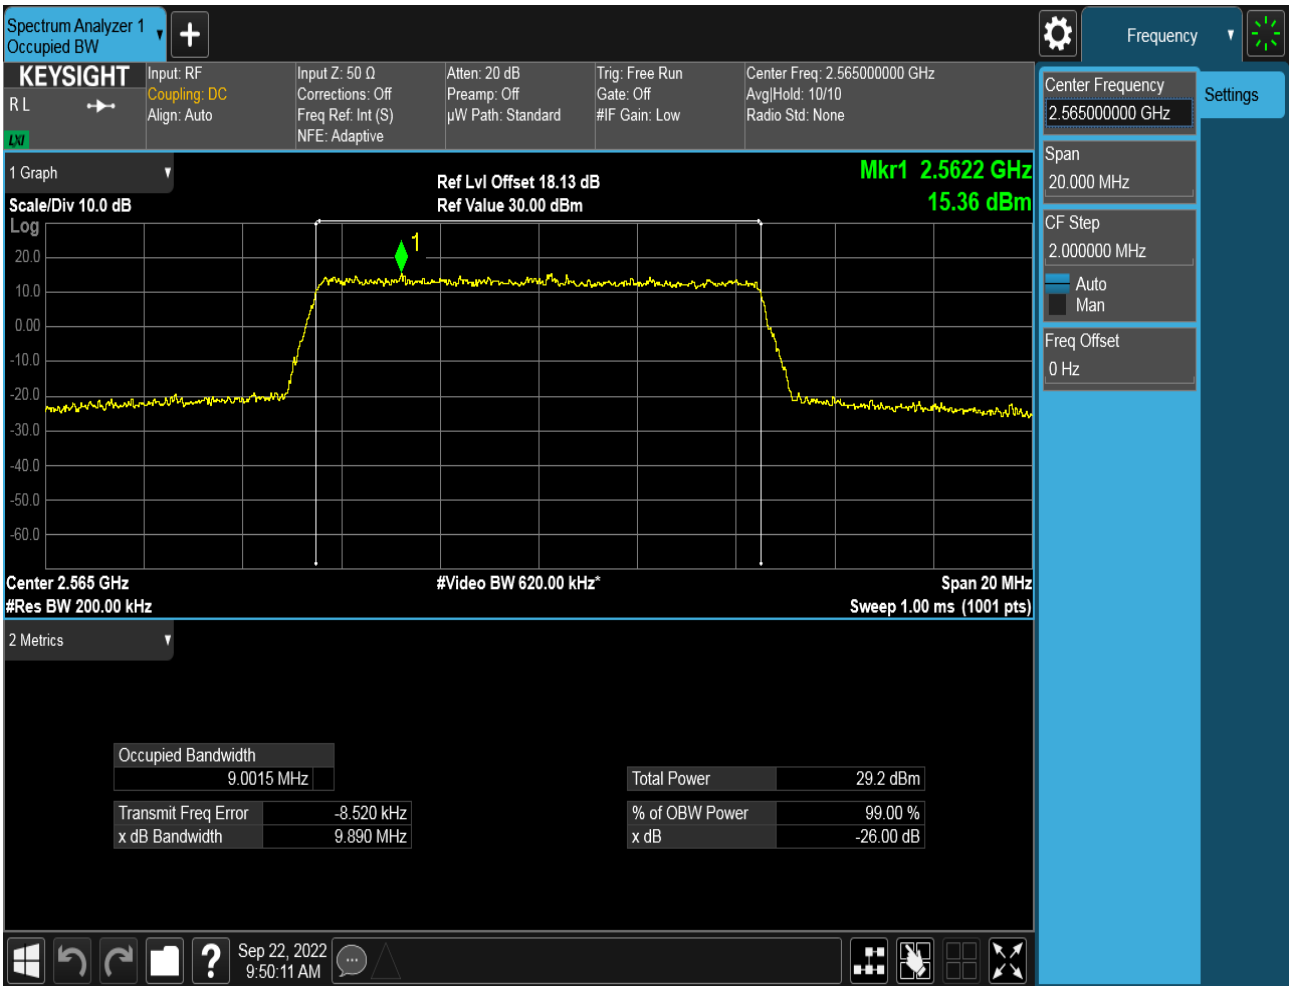 Spectrum Analyzer 1
Occupied BW
Frequency
KEYSIGHT
R L
LXI
Input: RF
Coupling: DC
Align: Auto
Input Z: 50 Ω
Corrections: Off
Freq Ref: Int (S)
NFE: Adaptive
Atten: 20 dB
Preamp: Off
µW Path: Standard
Trig: Free Run
Gate: Off
#IF Gain: Low
Center Freq: 2.565000000 GHz
Avg|Hold: 10/10
Radio Std: None
Center Frequency
2.565000000 GHz
Settings
Span
20.000 MHz
CF Step
2.000000 MHz
Auto
Man
Freq Offset
0 Hz
1 Graph
Scale/Div 10.0 dB
Ref Lvl Offset 18.13 dB
Ref Value 30.00 dBm
Mkr1 2.5622 GHz
15.36 dBm
Log
1
20.0
10.0
0.00
-10.0
-20.0
-30.0
-40.0
-50.0
-60.0
Center 2.565 GHz
#Video BW 620.00 kHz*
Span 20 MHz
#Res BW 200.00 kHz
Sweep 1.00 ms (1001 pts)
2 Metrics
Occupied Bandwidth
9.0015 MHz
Total Power 29.2 dBm
Transmit Freq Error -8.520 kHz
% of OBW Power 99.00 %
x dB Bandwidth 9.890 MHz
x dB -26.00 dB
?
Sep 22, 2022
9:50:11 AM